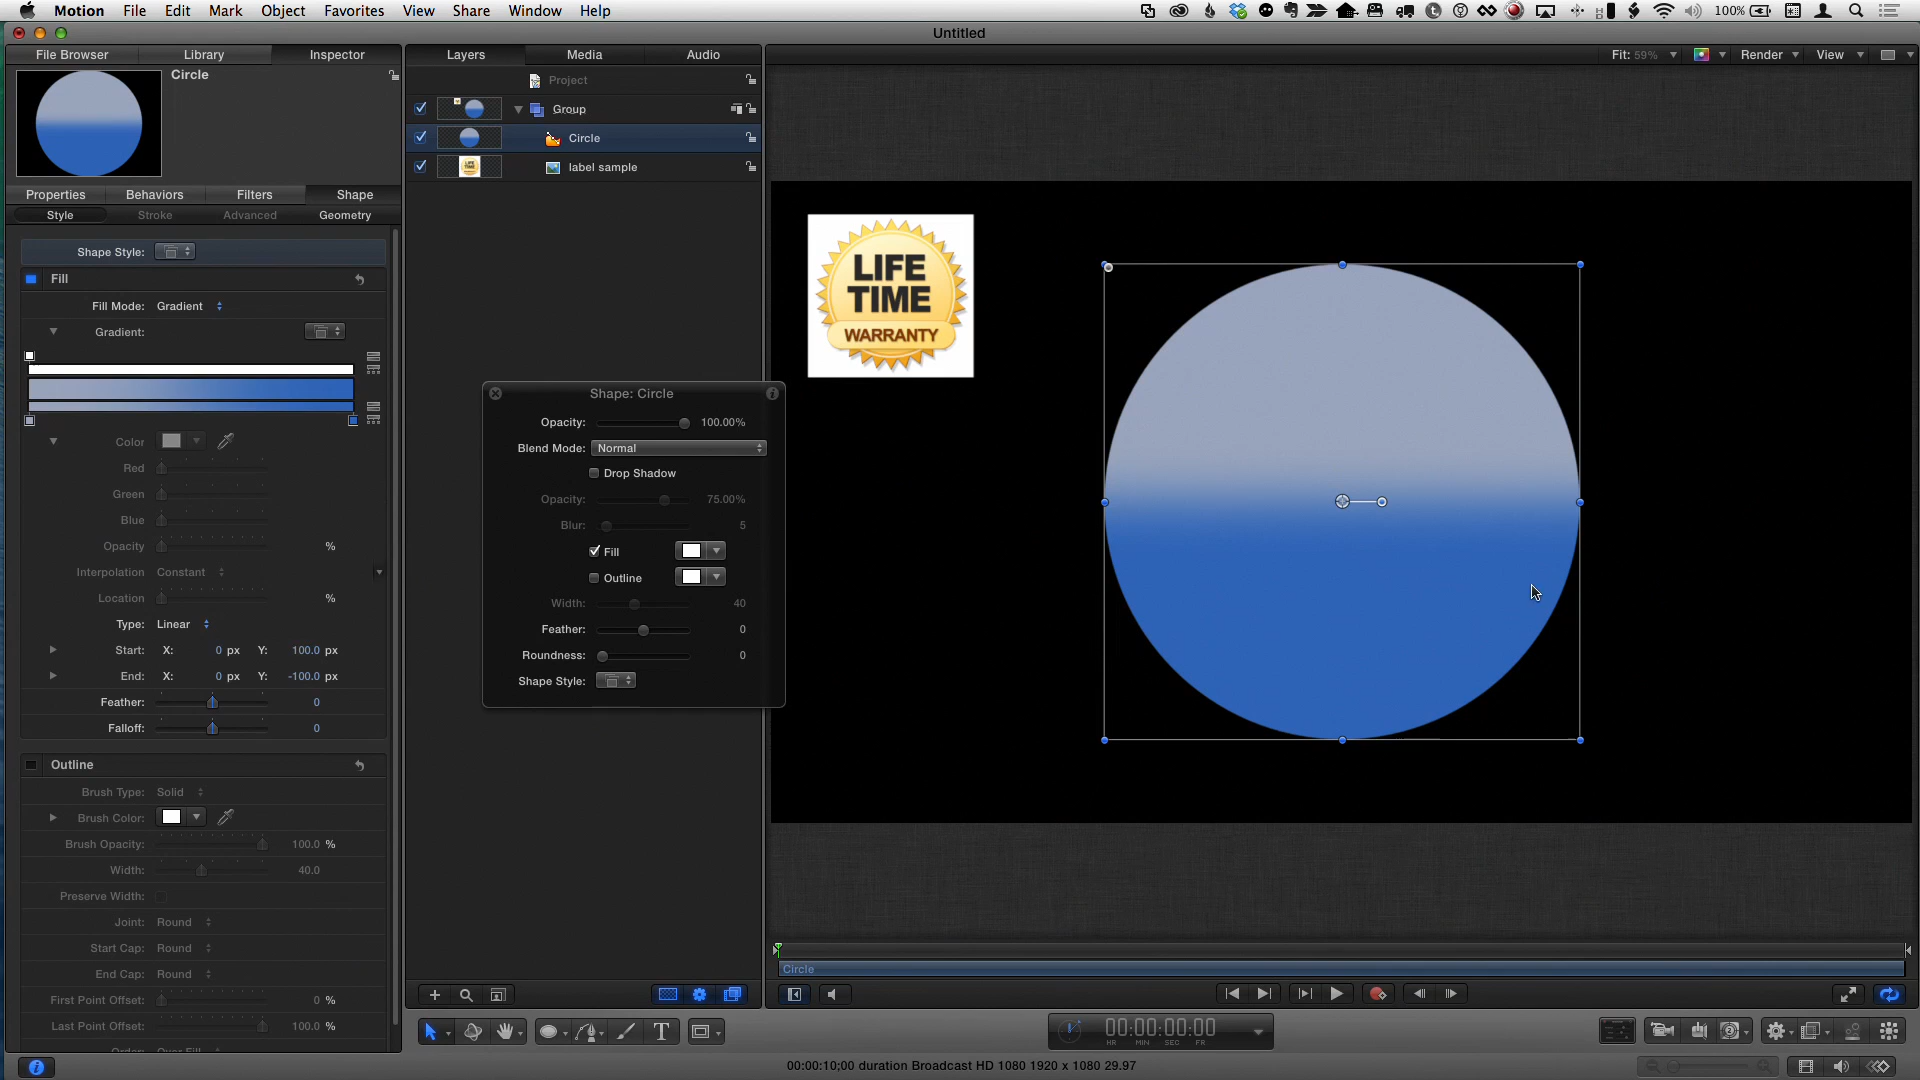 Motion File Edit Mark Object Favorites View Share Window Help 100%
Untitled
File Browser Library Inspector Layers Media Audio Fit: 59% Render View
Circle
Project
Group
Circle
label sample
Properties Behaviors Filters Shape
Style Stroke Advanced Geometry
Shape Style:
Fill
Fill Mode: Gradient
Gradient:
Color
Red
Green
Blue
Opacity %
Interpolation Constant
Location %
Type: Linear
Start: X: 0 px Y: 100.0 px
End: X: 0 px Y: -100.0 px
Feather: 0
Falloff: 0
Outline
Brush Type: Solid
Brush Color:
Brush Opacity: 100.0 %
Width: 40.0
Preserve Width:
Joint: Round
Start Cap: Round
End Cap: Round
First Point Offset: 0 %
Last Point Offset: 100.0 %
Order: Over Fill
Shape: Circle
Opacity: 100.00%
Blend Mode: Normal
Drop Shadow
Opacity: 75.00%
Blur: 5
Fill
Outline
Width: 40
Feather: 0
Roundness: 0
Shape Style:
LIFE
TIME
WARRANTY
Circle
T
00:00:00:00
HR MIN SEC FR
00:00:10;00 duration Broadcast HD 1080 1920 x 1080 29.97